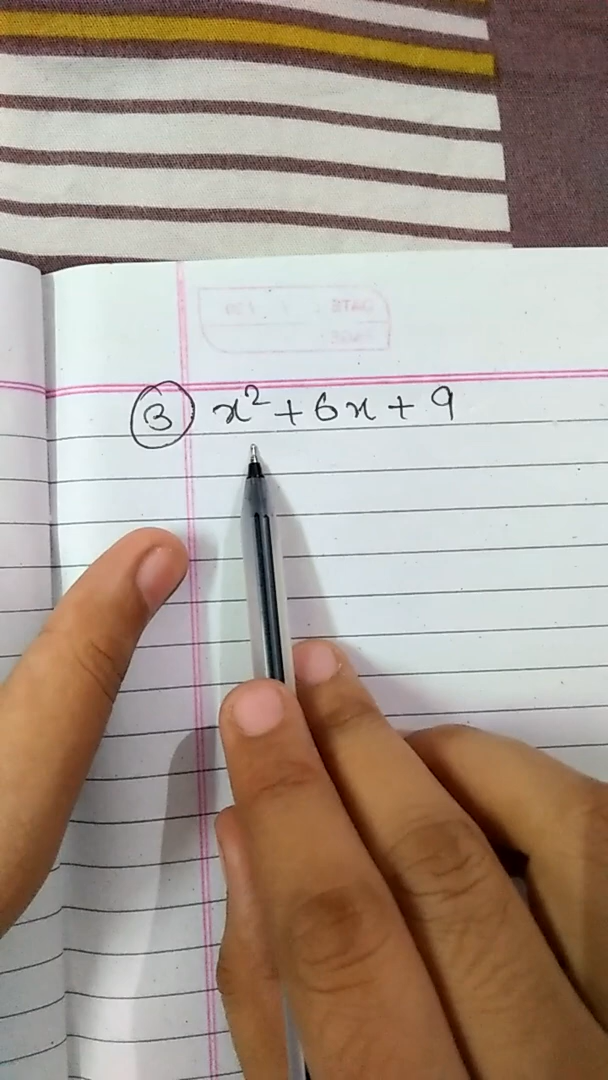 ③ x² + 6x + 9